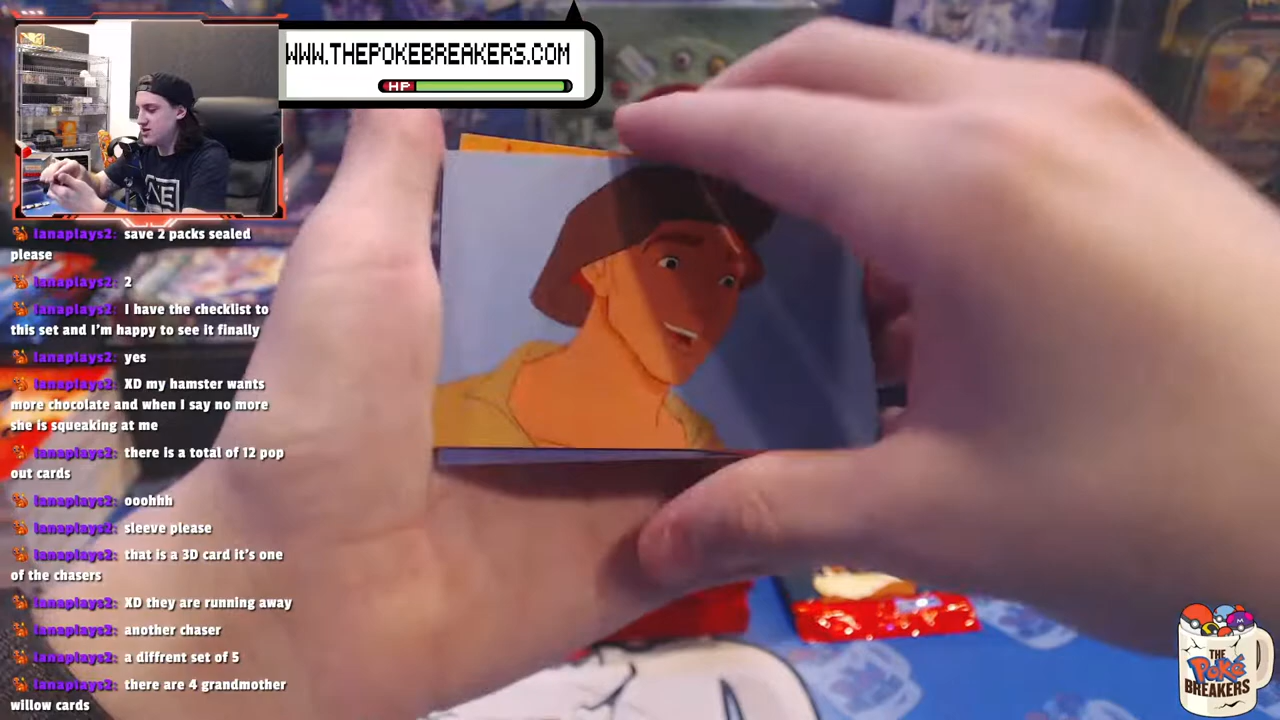 WWW.THEPOKEBREAKERS.COM
HP
lanaplays2: save 2 packs sealed
please
lanaplays2: 2
lanaplays2: I have the checklist to
this set and I'm happy to see it finally
lanaplays2: yes
lanaplays2: XD my hamster wants
more chocolate and when I say no more
she is squeaking at me
lanaplays2: there is a total of 12 pop
out cards
lanaplays2: ooohhh
lanaplays2: sleeve please
lanaplays2: that is a 3D card it's one
of the chasers
lanaplays2: XD they are running away
lanaplays2: another chaser
lanaplays2: a diffrent set of 5
lanaplays2: there are 4 grandmother
willow cards
THE
Poké
BREAKERS